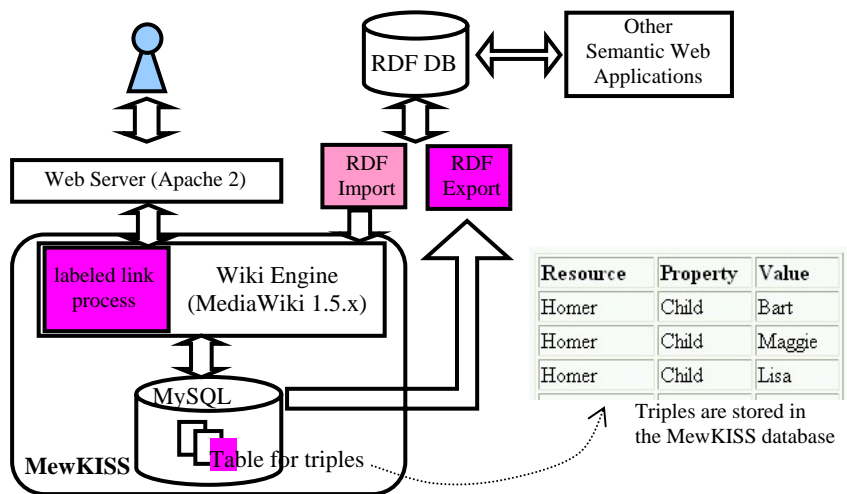 RDF DB
Other
Semantic Web
Applications
Web Server (Apache 2)
RDF
Import
RDF
Export
labeled link
process
Wiki Engine
(MediaWiki 1.5.x)
MySQL
Table for triples
MewKISS
Resource Property Value
Homer Child Bart
Homer Child Maggie
Homer Child Lisa
Triples are stored in
the MewKISS database